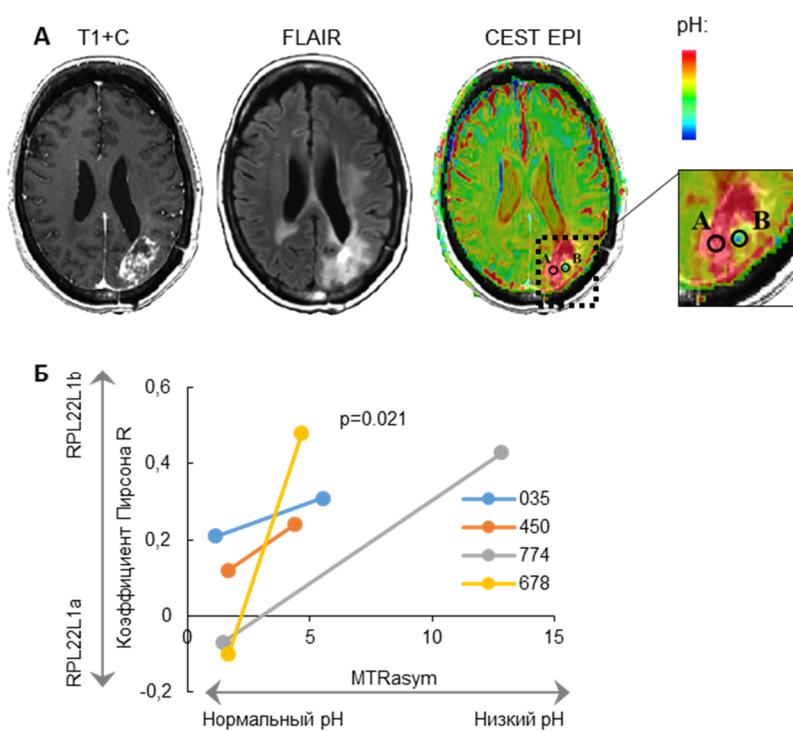 А
T1+C
FLAIR
CEST EPI
pH:
A
B
A
B
Б
RPL22L1b
RPL22L1a
Коэффициент Пирсона R
0,6
0,4
0,2
0
-0,2
p=0.021
035
450
774
678
0
5
10
15
MTRasym
Нормальный pH
Низкий pH